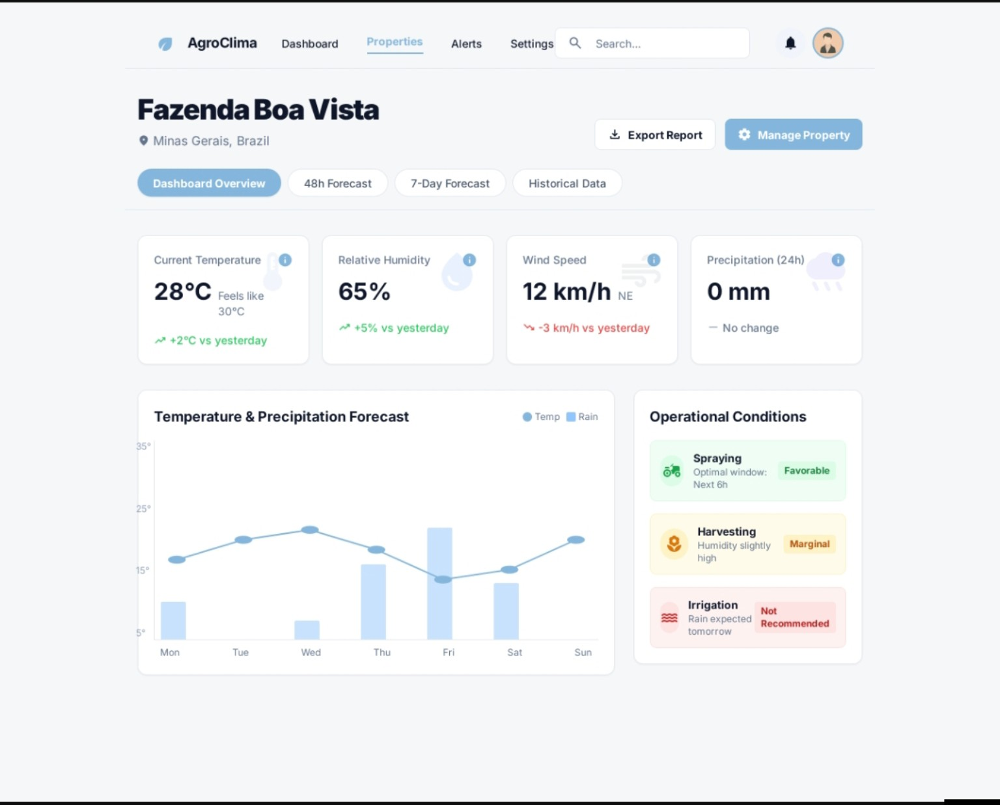 AgroClima
Dashboard
Properties
Alerts
Settings
Search...
Fazenda Boa Vista
Minas Gerais, Brazil
Export Report
Manage Property
Dashboard Overview
48h Forecast
7-Day Forecast
Historical Data
Current Temperature
28°C Feels like
30°C
+2°C vs yesterday
Relative Humidity
65%
+5% vs yesterday
Wind Speed
12 km/h NE
-3 km/h vs yesterday
Precipitation (24h)
0 mm
No change
Temperature & Precipitation Forecast
Temp
Rain
35°
25°
15°
5°
Mon
Tue
Wed
Thu
Fri
Sat
Sun
Operational Conditions
Spraying
Optimal window:
Next 6h
Favorable
Harvesting
Humidity slightly
high
Marginal
Irrigation
Rain expected
tomorrow
Not
Recommended